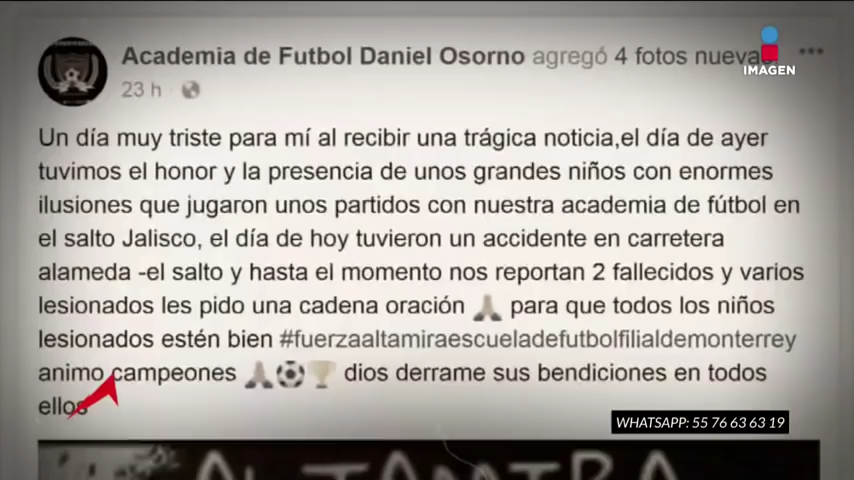 Academia de Futbol Daniel Osorno agregó 4 fotos nuevas
IMAGEN
23 h
Un día muy triste para mí al recibir una trágica noticia,el día de ayer
tuvimos el honor y la presencia de unos grandes niños con enormes
ilusiones que jugaron unos partidos con nuestra academia de fútbol en
el salto Jalisco, el día de hoy tuvieron un accidente en carretera
alameda -el salto y hasta el momento nos reportan 2 fallecidos y varios
lesionados les pido una cadena oración 🙏 para que todos los niños
lesionados estén bien #fuerzaaltamiraescueladefutbolfilialdemonterrey
animo campeones 🙏⚽🏆 dios derrame sus bendiciones en todos
ellos
WHATSAPP: 55 76 63 63 19
ALTAMIRA